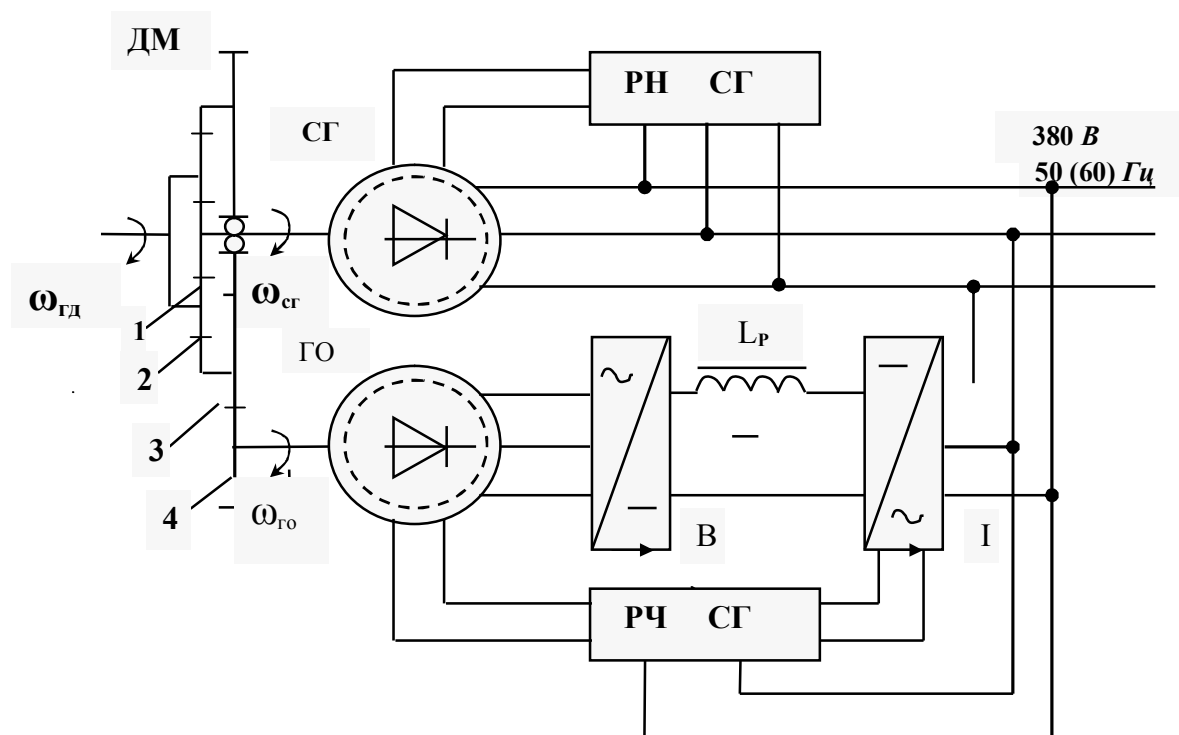 ДМ
РН СГ
СГ
380 В
50 (60) Гц
ωгд
ωсг
1
ГО
Lр
2
3
4
ωго
В
I
РЧ СГ